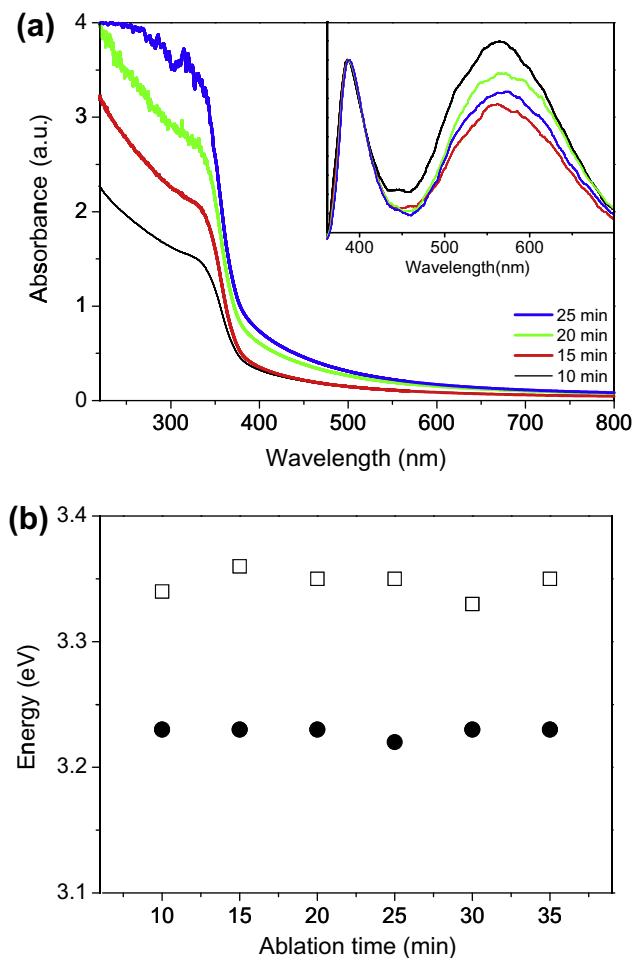 (a)
Absorbance (a.u.)
4
3
2
1
0
300 400 500 600 700 800
Wavelength (nm)
400 500 600
Wavelength(nm)
25 min
20 min
15 min
10 min
(b)
Energy (eV)
3.4
3.3
3.2
3.1
10 15 20 25 30 35
Ablation time (min)